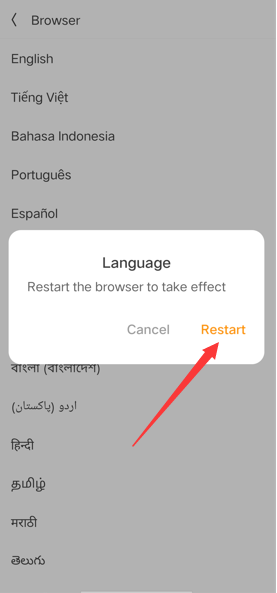 Browser
English
Tiếng Việt
Bahasa Indonesia
Português
Español
Language
Restart the browser to take effect
Cancel
Restart
বাংলা (বাংলাদেশ)
اردو (پاکستان)
हिन्दी
தமிழ்
मराठी
తెలుగు